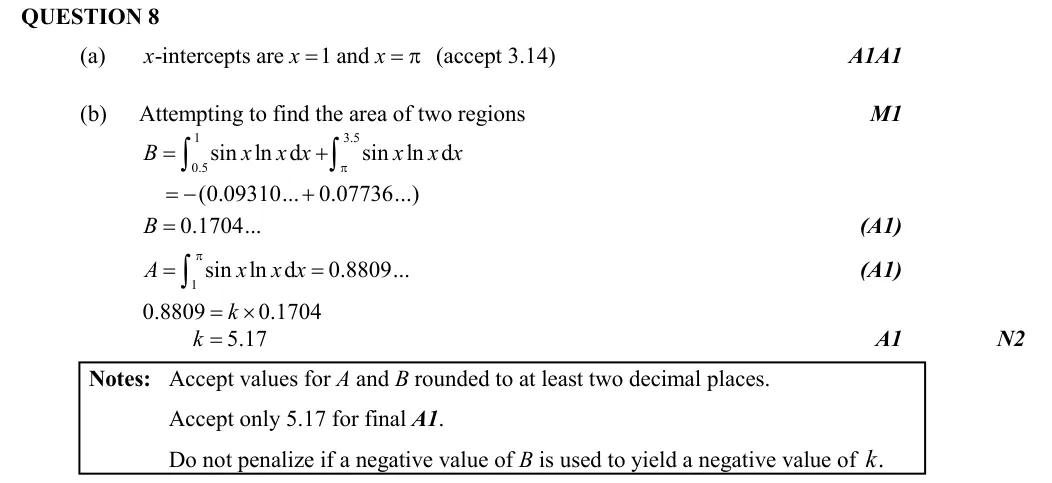 QUESTION 8
(a) x-intercepts are x = 1 and x = π (accept 3.14) A1A1
(b) Attempting to find the area of two regions M1
B = ∫_{0.5}^{1} sin x ln x dx + ∫_{π}^{3.5} sin x ln x dx
= −(0.09310... + 0.07736...)
B = 0.1704... (A1)
A = ∫_{1}^{π} sin x ln x dx = 0.8809... (A1)
0.8809 = k × 0.1704
k = 5.17 A1 N2
Notes: Accept values for A and B rounded to at least two decimal places.
Accept only 5.17 for final A1.
Do not penalize if a negative value of B is used to yield a negative value of k.